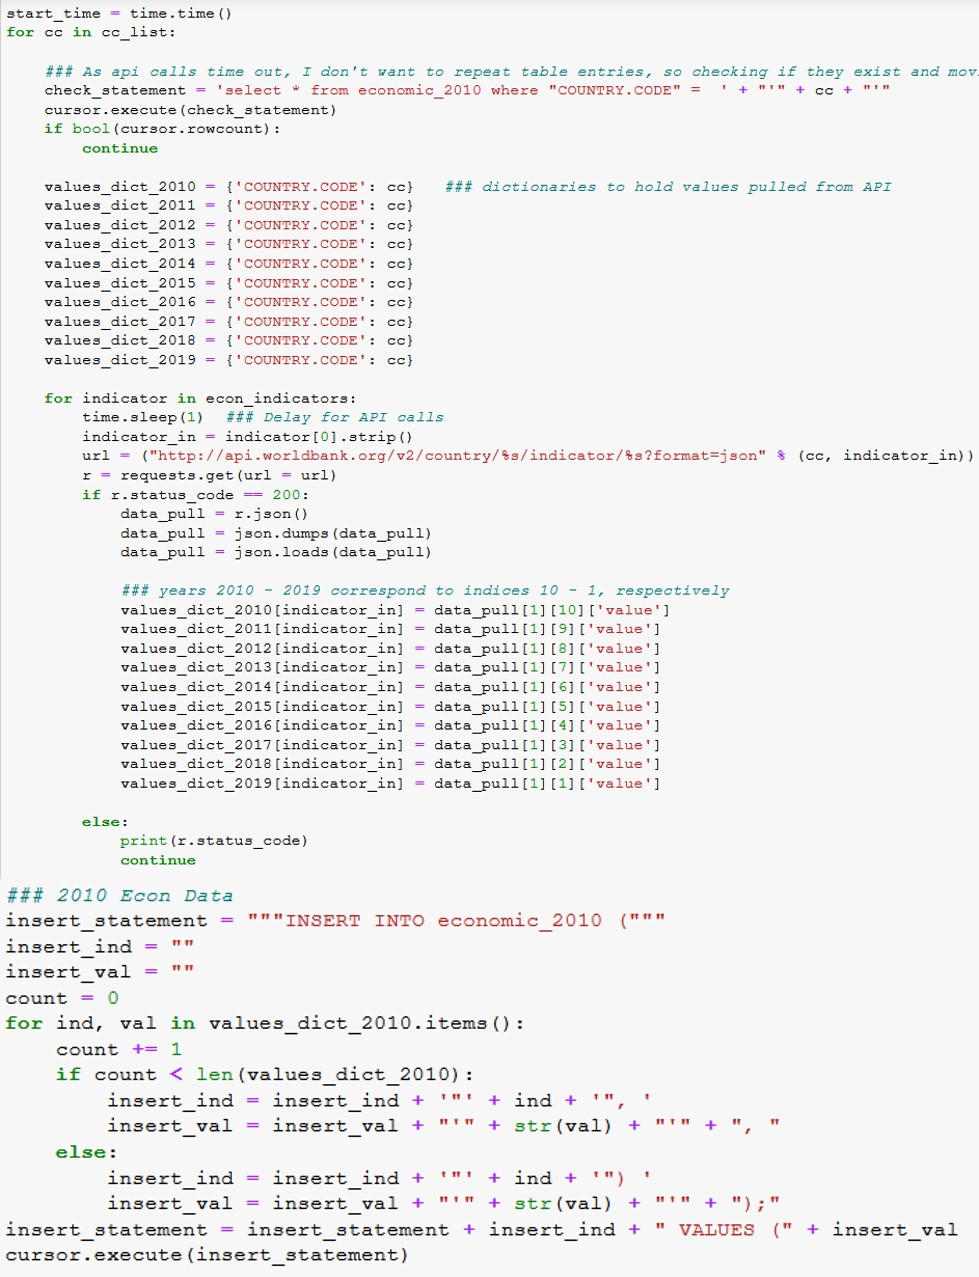 start_time = time.time()
for cc in cc_list:
### As api calls time out, I don't want to repeat table entries, so checking if they exist and mov
check_statement = 'select * from economic_2010 where "COUNTRY.CODE" =  ' + "'" + cc + "'"
cursor.execute(check_statement)
if bool(cursor.rowcount):
continue
values_dict_2010 = {'COUNTRY.CODE': cc}    ### dictionaries to hold values pulled from API
values_dict_2011 = {'COUNTRY.CODE': cc}
values_dict_2012 = {'COUNTRY.CODE': cc}
values_dict_2013 = {'COUNTRY.CODE': cc}
values_dict_2014 = {'COUNTRY.CODE': cc}
values_dict_2015 = {'COUNTRY.CODE': cc}
values_dict_2016 = {'COUNTRY.CODE': cc}
values_dict_2017 = {'COUNTRY.CODE': cc}
values_dict_2018 = {'COUNTRY.CODE': cc}
values_dict_2019 = {'COUNTRY.CODE': cc}
for indicator in econ_indicators:
time.sleep(1)  ### Delay for API calls
indicator_in = indicator[0].strip()
url = ("http://api.worldbank.org/v2/country/%s/indicator/%s?format=json" % (cc, indicator_in))
r = requests.get(url = url)
if r.status_code == 200:
data_pull = r.json()
data_pull = json.dumps(data_pull)
data_pull = json.loads(data_pull)
### years 2010 - 2019 correspond to indices 10 - 1, respectively
values_dict_2010[indicator_in] = data_pull[1][10]['value']
values_dict_2011[indicator_in] = data_pull[1][9]['value']
values_dict_2012[indicator_in] = data_pull[1][8]['value']
values_dict_2013[indicator_in] = data_pull[1][7]['value']
values_dict_2014[indicator_in] = data_pull[1][6]['value']
values_dict_2015[indicator_in] = data_pull[1][5]['value']
values_dict_2016[indicator_in] = data_pull[1][4]['value']
values_dict_2017[indicator_in] = data_pull[1][3]['value']
values_dict_2018[indicator_in] = data_pull[1][2]['value']
values_dict_2019[indicator_in] = data_pull[1][1]['value']
else:
print(r.status_code)
continue
### 2010 Econ Data
insert_statement = """INSERT INTO economic_2010 ("""
insert_ind = ""
insert_val = ""
count = 0
for ind, val in values_dict_2010.items():
count += 1
if count < len(values_dict_2010):
insert_ind = insert_ind + '"' + ind + '", '
insert_val = insert_val + "'" + str(val) + "'" + ", "
else:
insert_ind = insert_ind + '"' + ind + '") '
insert_val = insert_val + "'" + str(val) + "'" + ");"
insert_statement = insert_statement + insert_ind + " VALUES (" + insert_val
cursor.execute(insert_statement)